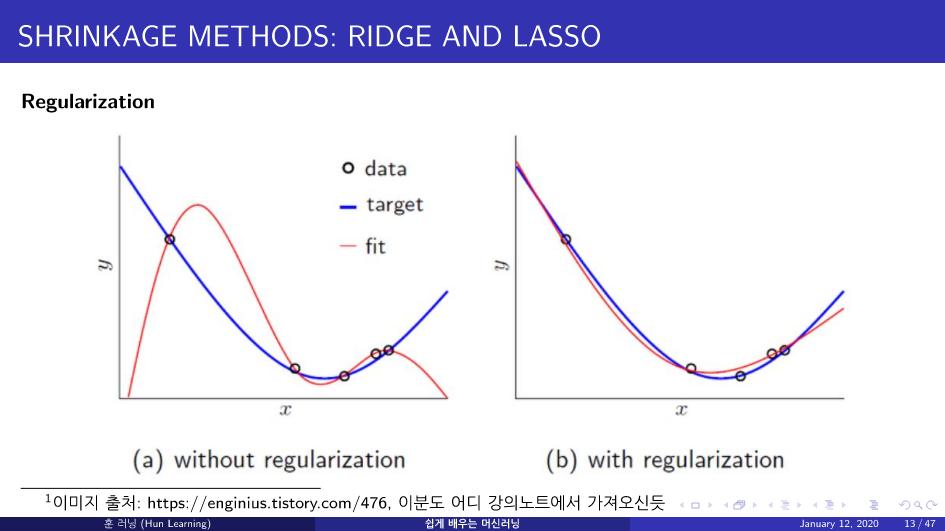 SHRINKAGE METHODS: RIDGE AND LASSO
Regularization
data
target
fit
y
x
(a) without regularization
y
x
(b) with regularization
1이미지 출처: https://enginius.tistory.com/476, 이분도 어디 강의노트에서 가져오신듯
훈 러닝 (Hun Learning) 쉽게 배우는 머신러닝 January 12, 2020 13 / 47